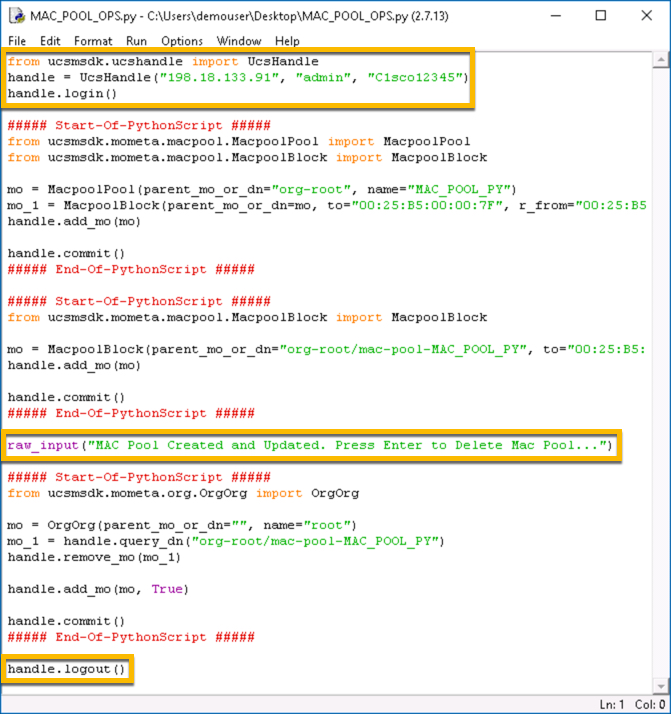 MAC_POOL_OPS.py - C:\Users\demouser\Desktop\MAC_POOL_OPS.py (2.7.13)
File Edit Format Run Options Window Help
from ucsmsdk.ucshandle import UcsHandle
handle = UcsHandle("198.18.133.91", "admin", "C1sco12345")
handle.login()
##### Start-Of-PythonScript #####
from ucsmsdk.mometa.macpool.MacpoolPool import MacpoolPool
from ucsmsdk.mometa.macpool.MacpoolBlock import MacpoolBlock
mo = MacpoolPool(parent_mo_or_dn="org-root", name="MAC_POOL_PY")
mo_1 = MacpoolBlock(parent_mo_or_dn=mo, to="00:25:B5:00:00:7F", r_from="00:25:B5
handle.add_mo(mo)
handle.commit()
##### End-Of-PythonScript #####
##### Start-Of-PythonScript #####
from ucsmsdk.mometa.macpool.MacpoolBlock import MacpoolBlock
mo = MacpoolBlock(parent_mo_or_dn="org-root/mac-pool-MAC_POOL_PY", to="00:25:B5:
handle.add_mo(mo)
handle.commit()
##### End-Of-PythonScript #####
raw_input("MAC Pool Created and Updated. Press Enter to Delete Mac Pool...")
##### Start-Of-PythonScript #####
from ucsmsdk.mometa.org.OrgOrg import OrgOrg
mo = OrgOrg(parent_mo_or_dn="", name="root")
mo_1 = handle.query_dn("org-root/mac-pool-MAC_POOL_PY")
handle.remove_mo(mo_1)
handle.add_mo(mo, True)
handle.commit()
##### End-Of-PythonScript #####
handle.logout()
Ln: 1 Col: 0